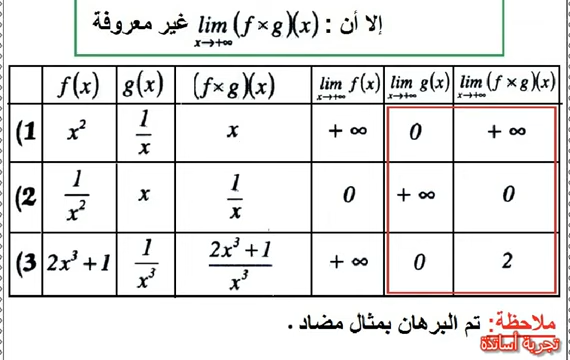 إلا أن : lim (f×g)(x) غير معروفة
x→+∞
f(x) g(x) (f×g)(x) lim f(x) lim g(x) lim (f×g)(x)
x→+∞ x→+∞ x→+∞
(1 x² 1/x x +∞ 0 +∞
(2 1/x² x 1/x 0 +∞ 0
(3 2x³+1 1/x³ 2x³+1/x³ +∞ 0 2
ملاحظة: تم البرهان بمثال مضاد .
تجربة أساتذة